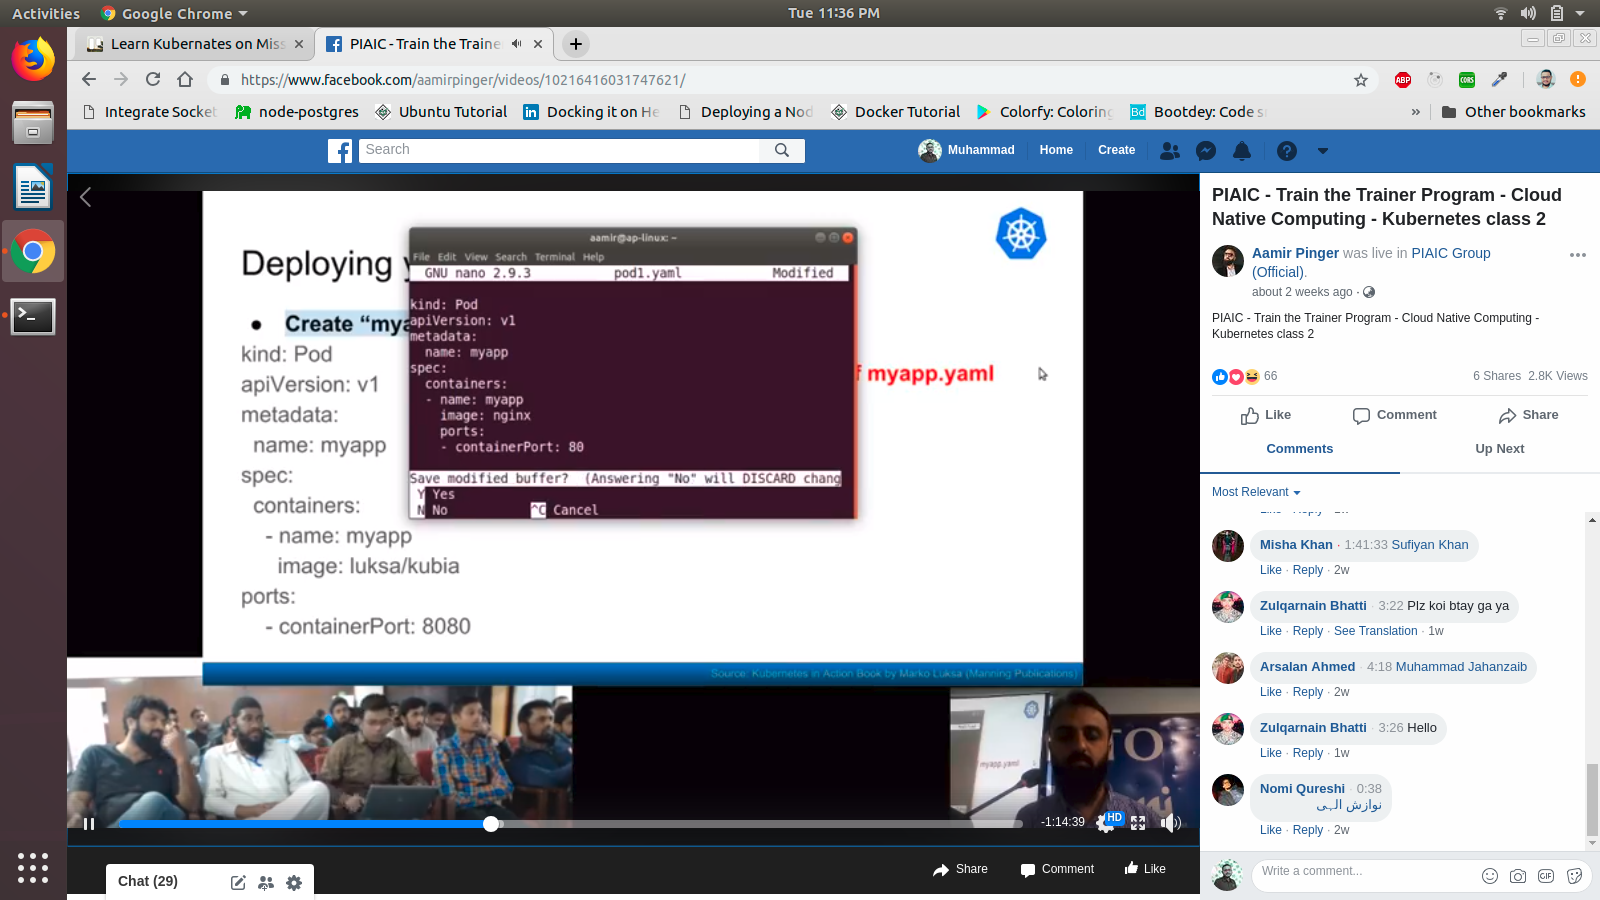 Activities
Google Chrome
Tue 11:36 PM
Learn Kubernates on Miss
PIAIC - Train the Traine
https://www.facebook.com/aamirpinger/videos/10216416031747621/
ABP
CORS
Integrate Socket
node-postgres
Ubuntu Tutorial
Docking it on He
Deploying a Nod
Docker Tutorial
Colorfy: Coloring
Bootdey: Code s
»
Other bookmarks
Search
Muhammad
Home
Create
Deploying
● Create “mya
f myapp.yaml
kind: Pod
apiVersion: v1
metadata:
name: myapp
spec:
containers:
- name: myapp
image: luksa/kubia
ports:
- containerPort: 8080
Source: Kubernetes in Action Book by Marko Luksa (Manning Publications)
aamir@ap-linux: ~
File Edit View Search Terminal Help
GNU nano 2.9.3 pod1.yaml Modified
kind: Pod
apiVersion: v1
metadata:
name: myapp
spec:
containers:
- name: myapp
image: nginx
ports:
- containerPort: 80
Save modified buffer? (Answering "No" will DISCARD chang
Y Yes
N No ^C Cancel
myapp.yaml
-1:14:39
HD
Share
Comment
Like
Chat (29)
PIAIC - Train the Trainer Program - Cloud
Native Computing - Kubernetes class 2
Aamir Pinger was live in PIAIC Group
(Official).
about 2 weeks ago ·
PIAIC - Train the Trainer Program - Cloud Native Computing -
Kubernetes class 2
66
6 Shares 2.8K Views
Like
Comment
Share
Comments
Up Next
Most Relevant
Like · Reply · 2w
Misha Khan · 1:41:33 Sufiyan Khan
Like · Reply · 2w
Zulqarnain Bhatti · 3:22 Plz koi btay ga ya
Like · Reply · See Translation · 1w
Arsalan Ahmed · 4:18 Muhammad Jahanzaib
Like · Reply · 2w
Zulqarnain Bhatti · 3:26 Hello
Like · Reply · 1w
Nomi Qureshi · 0:38
نوازش الہی
Like · Reply · 2w
Write a comment...
GIF